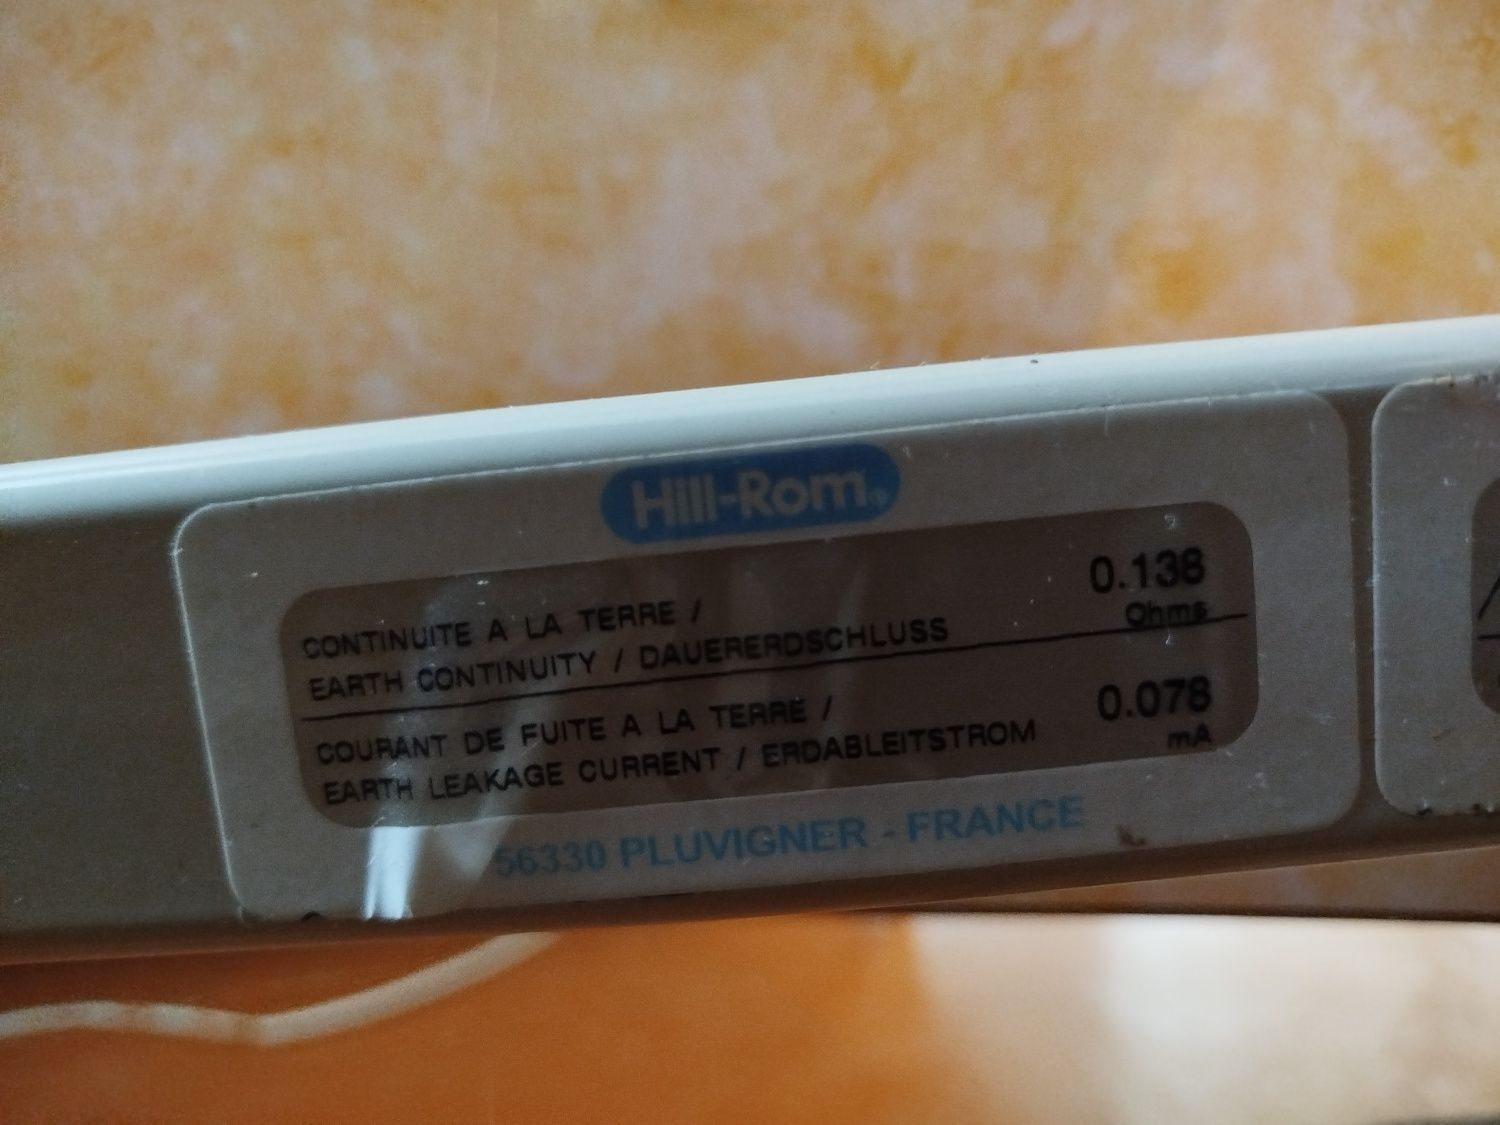 Hill-Rom®
CONTINUITE A LA TERRE /
EARTH CONTINUITY / DAUERERDSCHLUSS
0.138
Ohms
COURANT DE FUITE A LA TERRE /
EARTH LEAKAGE CURRENT / ERDABLEITSTROM
0.078
mA
56330 PLUVIGNER - FRANCE